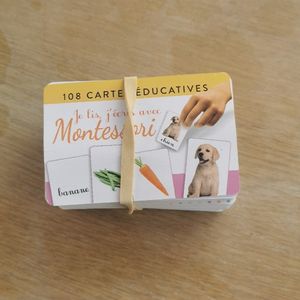 108 CARTES ÉDUCATIVES
Je lis, j'écris avec
Montessori
chien
banane